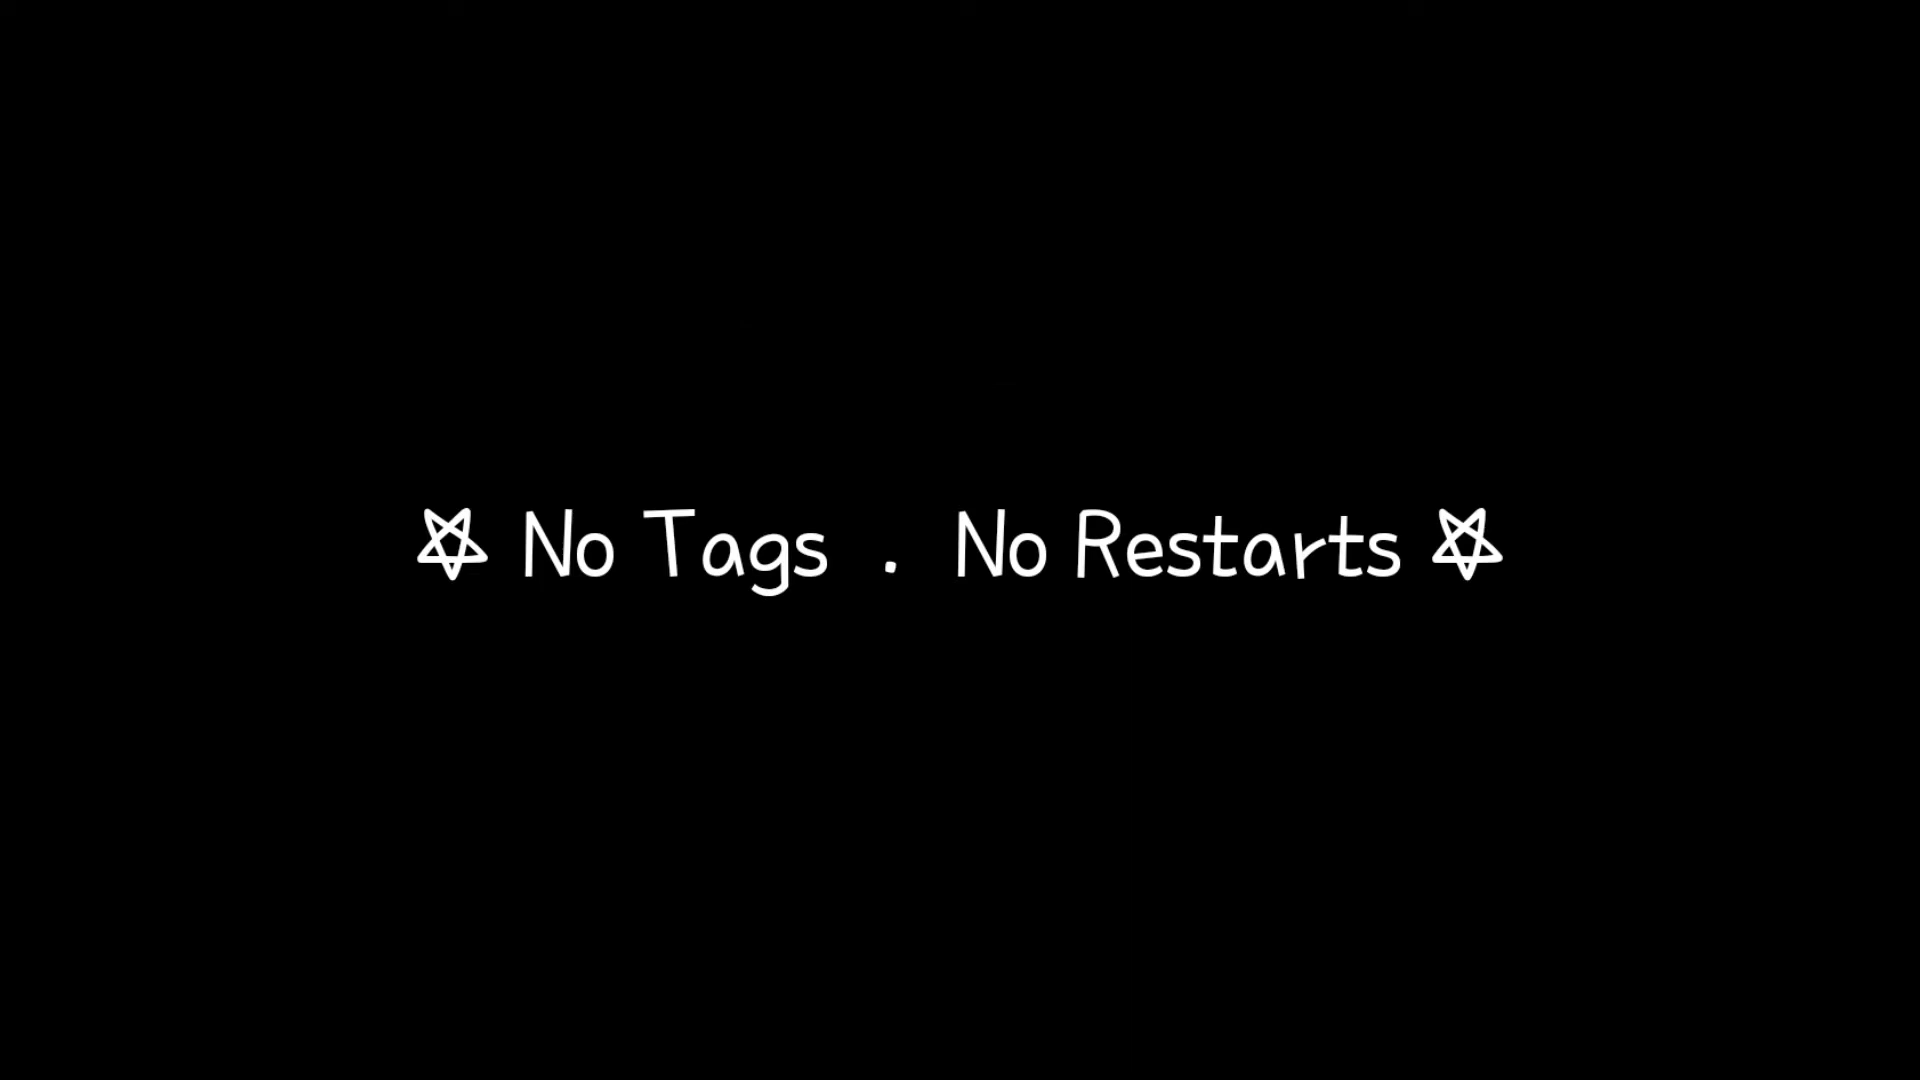 ⛧ No Tags . No Restarts ⛧